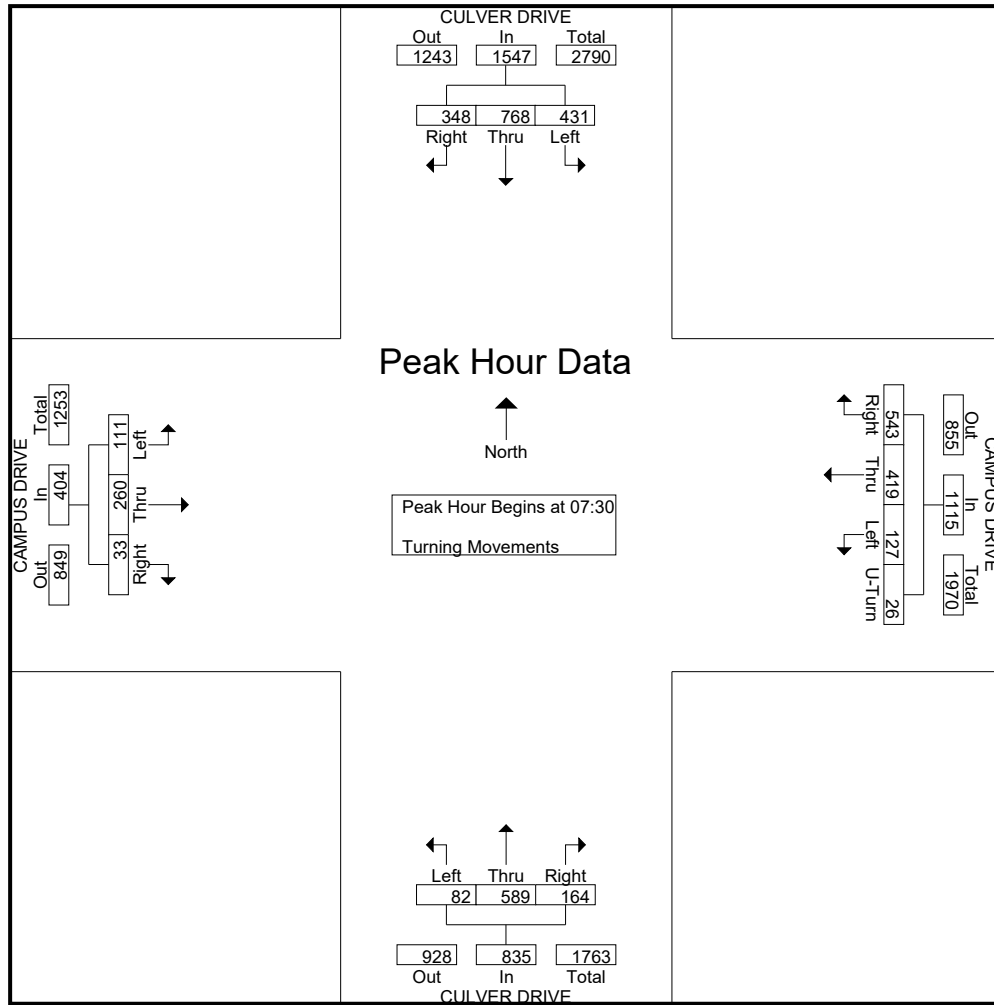 CULVER DRIVE
Out In Total
1243 1547 2790
348 768 431
Right Thru Left
Peak Hour Data
North
Peak Hour Begins at 07:30
Turning Movements
CAMPUS DRIVE
Total In Out
1253 404 849
111 260 33
Left Thru Right
Right Thru Left U-Turn
543 419 127 26
Out In Total
855 1115 1970
CAMPUS DRIVE
Left Thru Right
82 589 164
928 835 1763
Out In Total
CULVER DRIVE